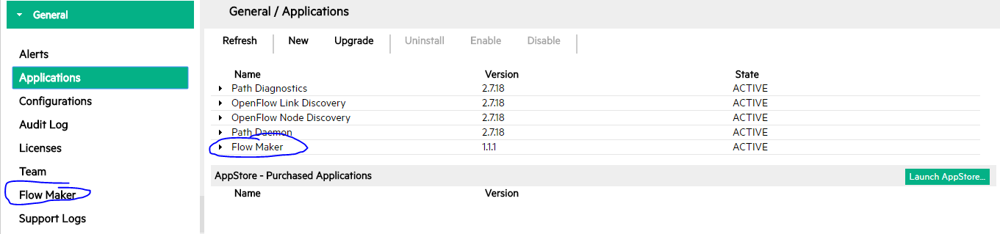 General
Alerts
Applications
Configurations
Audit Log
Licenses
Team
Flow Maker
Support Logs
General / Applications
Refresh New Upgrade Uninstall Enable Disable
Name Version State
Path Diagnostics 2.7.18 ACTIVE
OpenFlow Link Discovery 2.7.18 ACTIVE
OpenFlow Node Discovery 2.7.18 ACTIVE
Path Daemon 2.7.18 ACTIVE
Flow Maker 1.1.1 ACTIVE
AppStore - Purchased Applications Launch AppStore...
Name Version